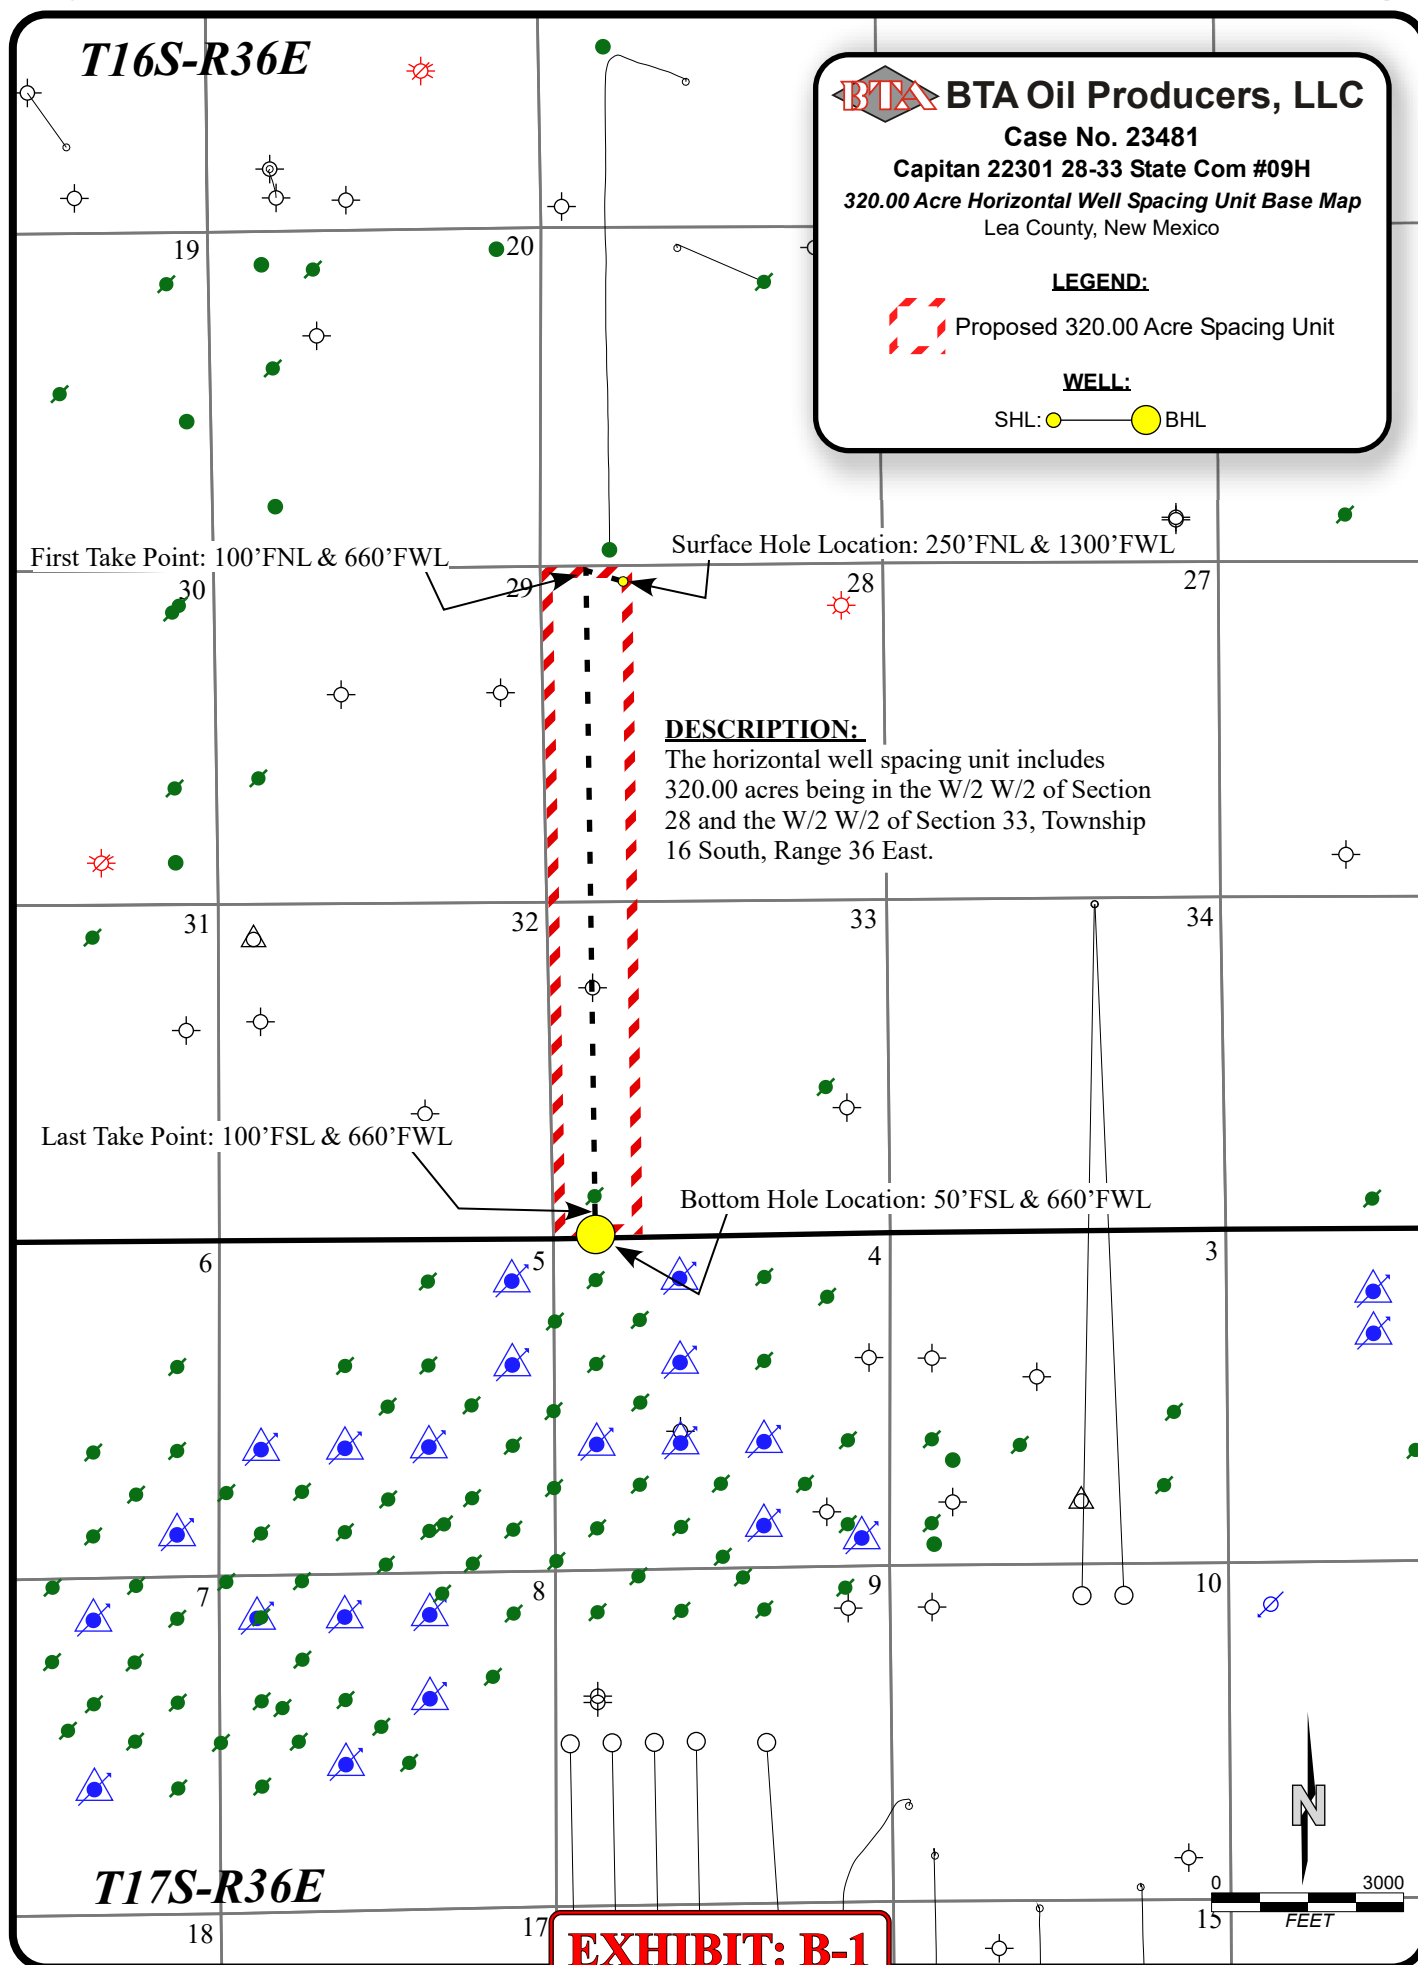 T16S-R36E
BTA BTA Oil Producers, LLC
Case No. 23481
Capitan 22301 28-33 State Com #09H
320.00 Acre Horizontal Well Spacing Unit Base Map
Lea County, New Mexico
LEGEND:
Proposed 320.00 Acre Spacing Unit
WELL:
SHL: BHL
19
20
First Take Point: 100'FNL & 660'FWL
Surface Hole Location: 250'FNL & 1300'FWL
30
29
28
27
DESCRIPTION:
The horizontal well spacing unit includes
320.00 acres being in the W/2 W/2 of Section
28 and the W/2 W/2 of Section 33, Township
16 South, Range 36 East.
31
32
33
34
Last Take Point: 100'FSL & 660'FWL
Bottom Hole Location: 50'FSL & 660'FWL
6
5
4
3
7
8
9
10
N
T17S-R36E
0 3000
FEET
18
17
15
EXHIBIT: B-1